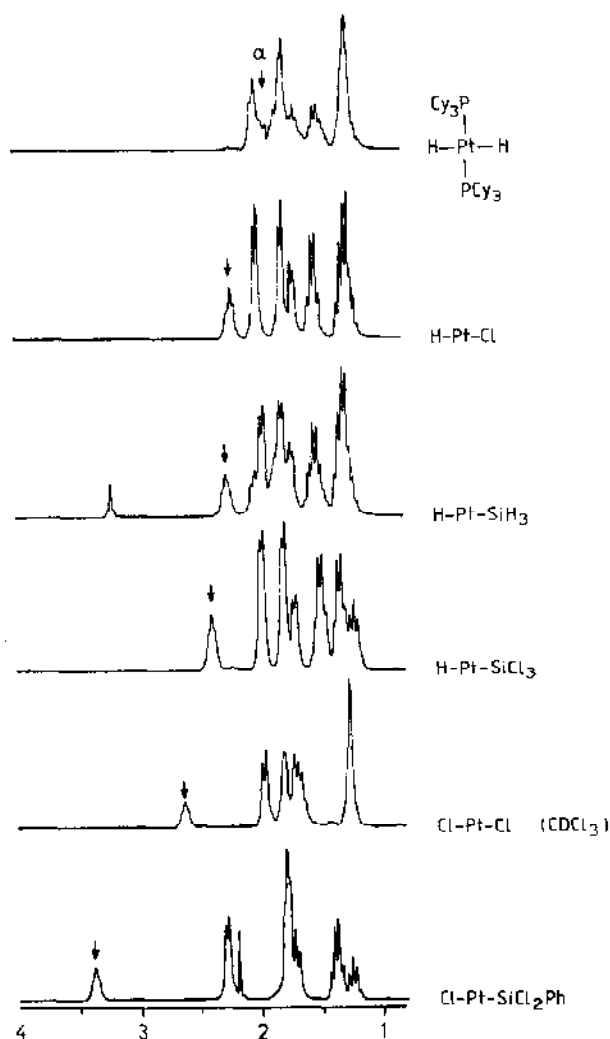 α
Cy₃P
H-Pt-H
PCy₃
H-Pt-Cl
H-Pt-SiH₃
H-Pt-SiCl₃
Cl-Pt-Cl (CDCl₃)
Cl-Pt-SiCl₂Ph
4 3 2 1